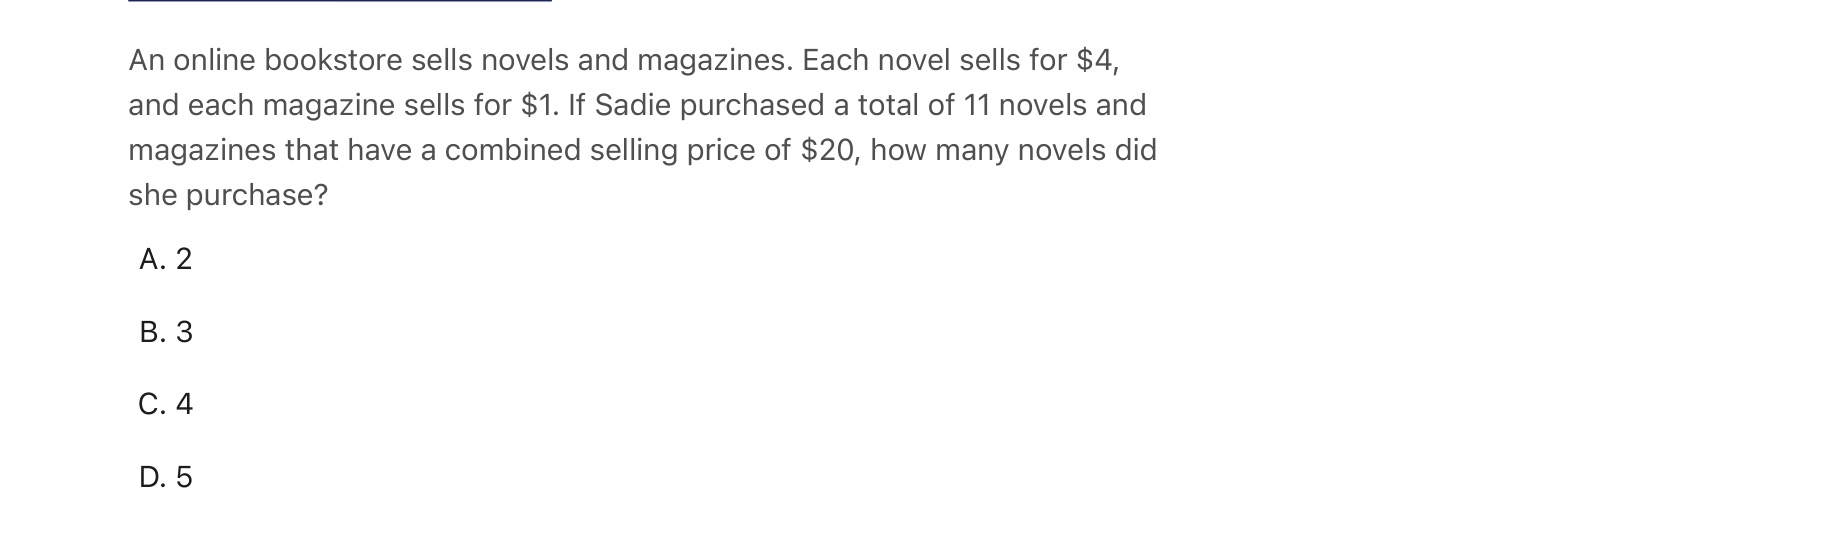 An online bookstore sells novels and magazines. Each novel sells for $4,
and each magazine sells for $1. If Sadie purchased a total of 11 novels and
magazines that have a combined selling price of $20, how many novels did
she purchase?
A. 2
B. 3
C. 4
D. 5